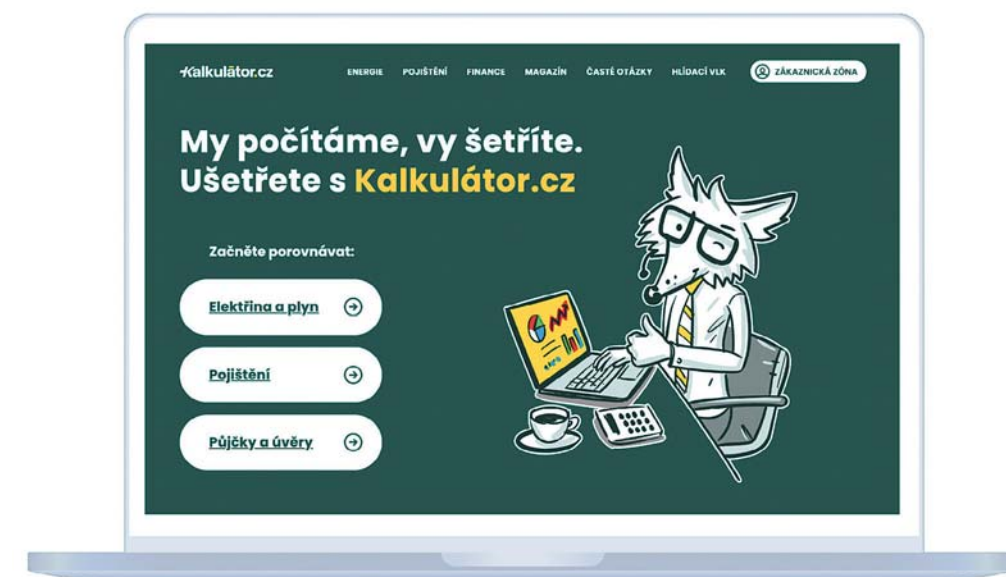 Kalkulátor.cz
ENERGIE POJIŠTĚNÍ FINANCE MAGAZÍN ČASTÉ OTÁZKY HLÍDACÍ VLK ZÁKAZNICKÁ ZÓNA
My počítáme, vy šetříte.
Ušetřete s Kalkulátor.cz
Začněte porovnávat:
Elektřina a plyn
Pojištění
Půjčky a úvěry